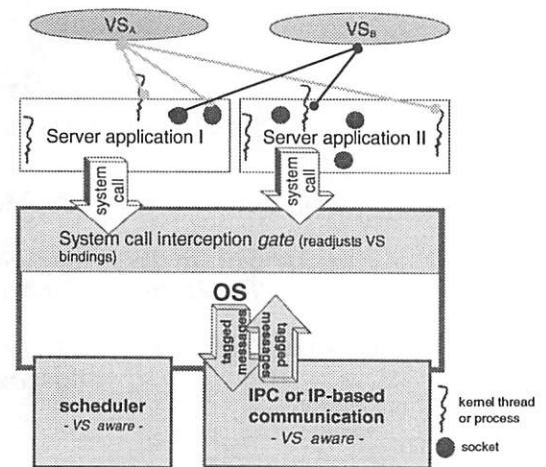 VSA
VSB
Server application I
Server application II
system call
system call
System call interception gate (readjusts VS
bindings)
OS
tagged
messages
tagged
messages
scheduler
- VS aware -
IPC or IP-based
communication
- VS aware -
kernel thread
or process
socket